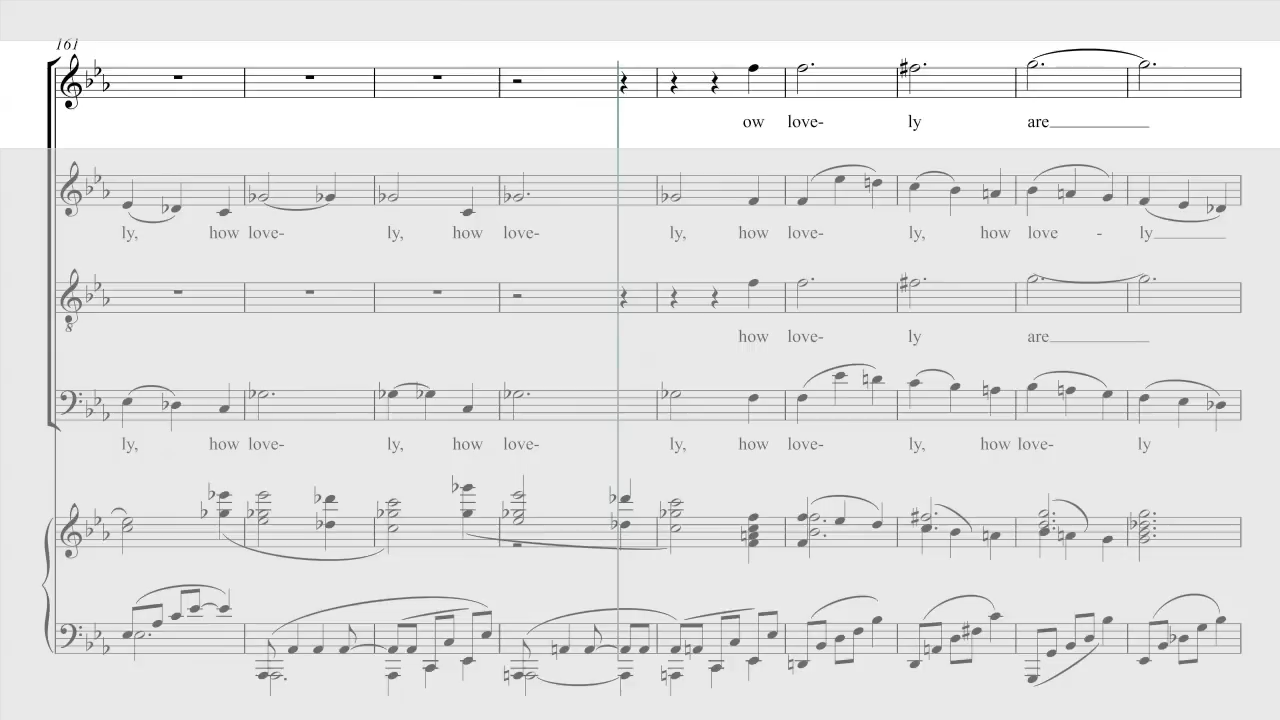 161
ow love- ly are
ly, how love- ly, how love- ly, how love- ly, how love - ly
how love- ly are
ly, how love- ly, how love- ly, how love- ly, how love- ly